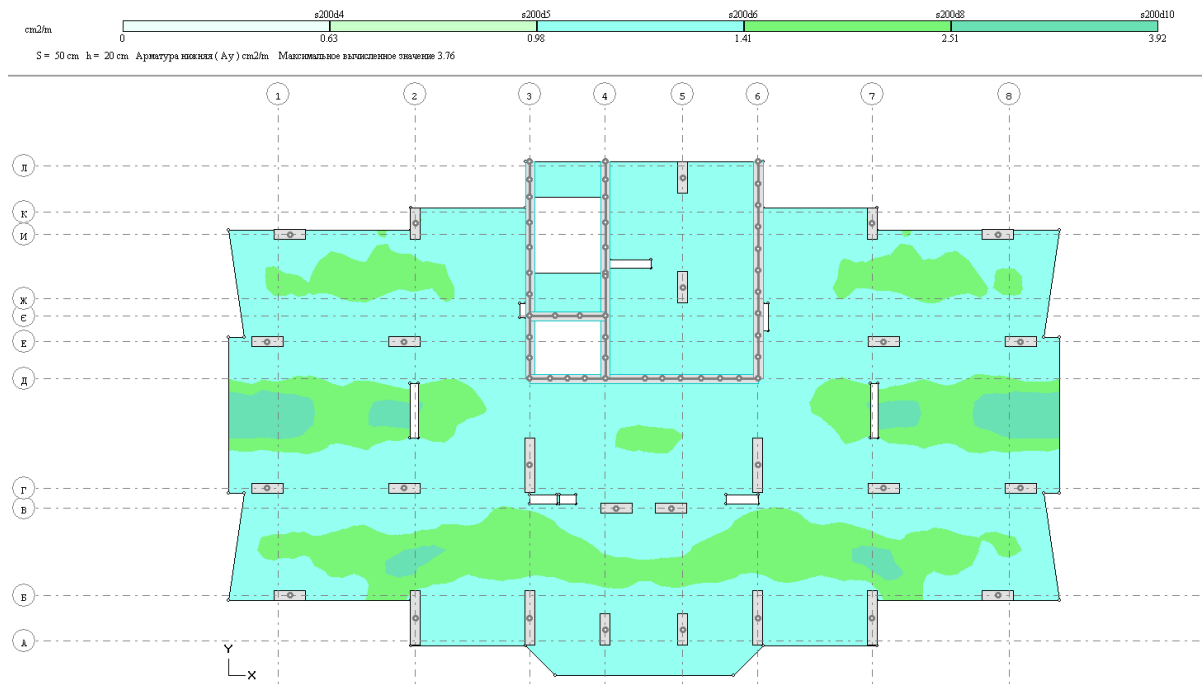 s200d4 s200d5 s200d6 s200d8 s200d10
cm2/m
0 0.63 0.98 1.41 2.51 3.92
S = 50 cm h = 20 cm Арматура нижняя ( Ay ) cm2/m Максимальное вычисленное значение 3.76
1 2 3 4 5 6 7 8
Л
К
И
Ж
Є
Е
Д
Г
В
Б
А
Y
X